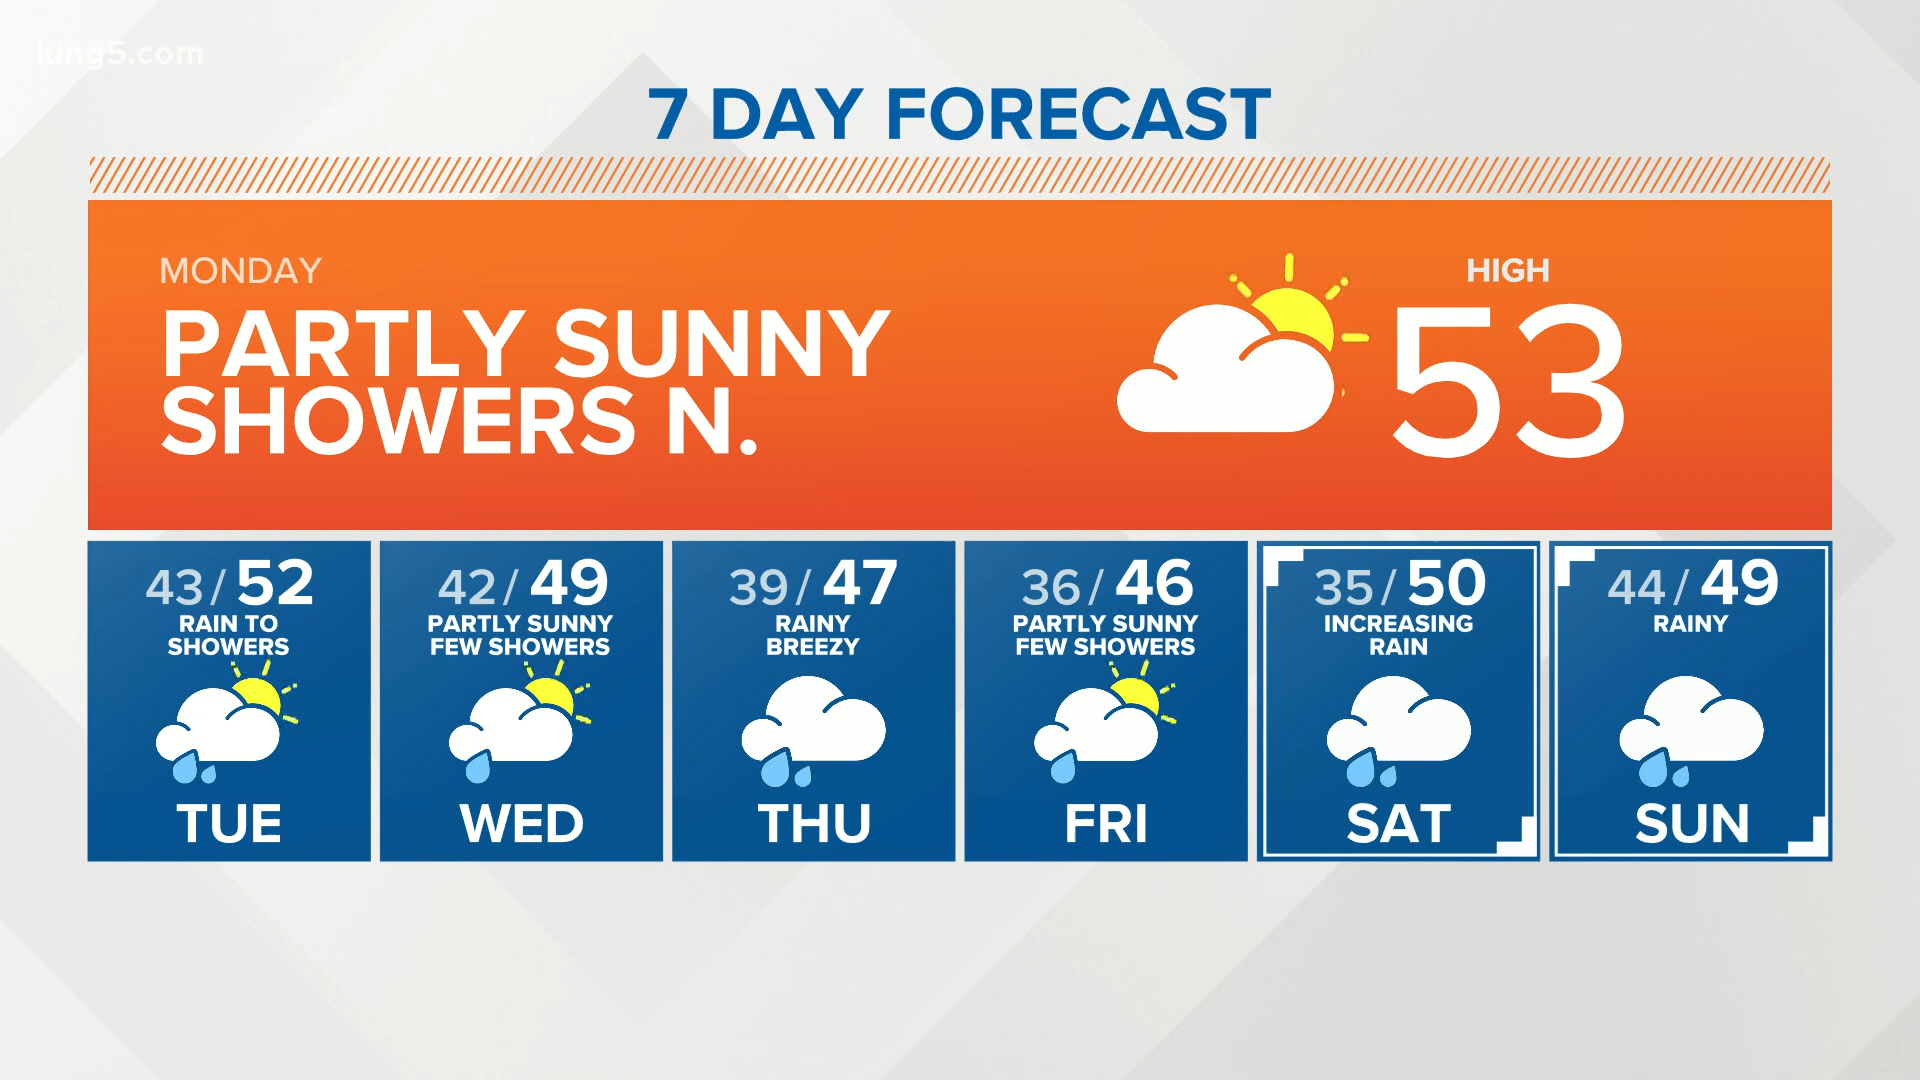 king5.com
7 DAY FORECAST
MONDAY
PARTLY SUNNY
SHOWERS N.
HIGH
53
43/52
RAIN TO
SHOWERS
TUE
42/49
PARTLY SUNNY
FEW SHOWERS
WED
39/47
RAINY
BREEZY
THU
36/46
PARTLY SUNNY
FEW SHOWERS
FRI
35/50
INCREASING
RAIN
SAT
44/49
RAINY
SUN